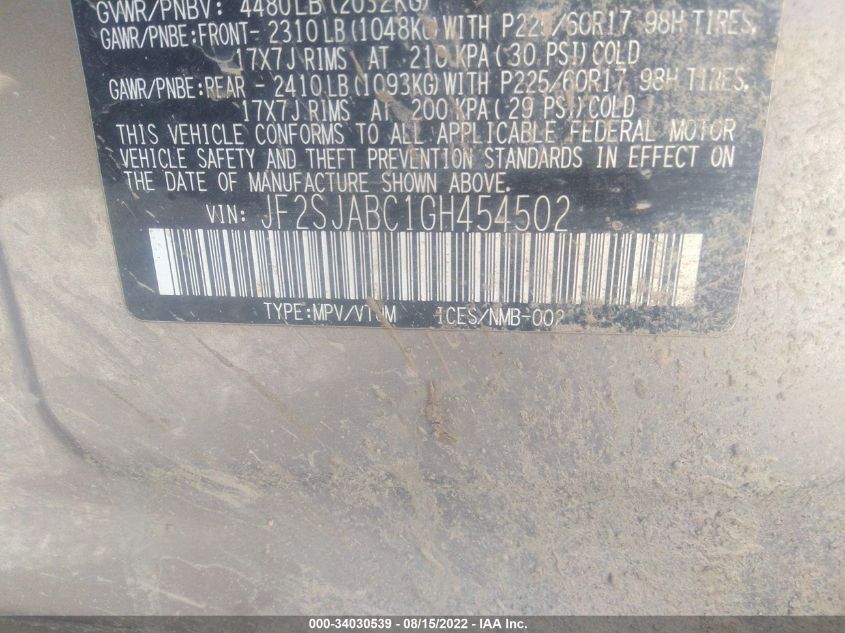 GVWR/PNBV: 4480LB (2032KG)
GAWR/PNBE:FRONT- 2310LB(1048KG)WITH P225/60R17 98H TIRES,
17X7J RIMS AT 210 KPA(30 PSI)COLD
GAWR/PNBE:REAR - 2410LB(1093KG)WITH P225/60R17 98H TIRES,
17X7J RIMS AT 200 KPA(29 PSI)COLD
THIS VEHICLE CONFORMS TO ALL APPLICABLE FEDERAL MOTOR
VEHICLE SAFETY AND THEFT PREVENTION STANDARDS IN EFFECT ON
THE DATE OF MANUFACTURE SHOWN ABOVE.
VIN: JF2SJABC1GH454502
TYPE:MPV/VTUM ICES/NMB-002
000-34030539 - 08/15/2022 - IAAI.com